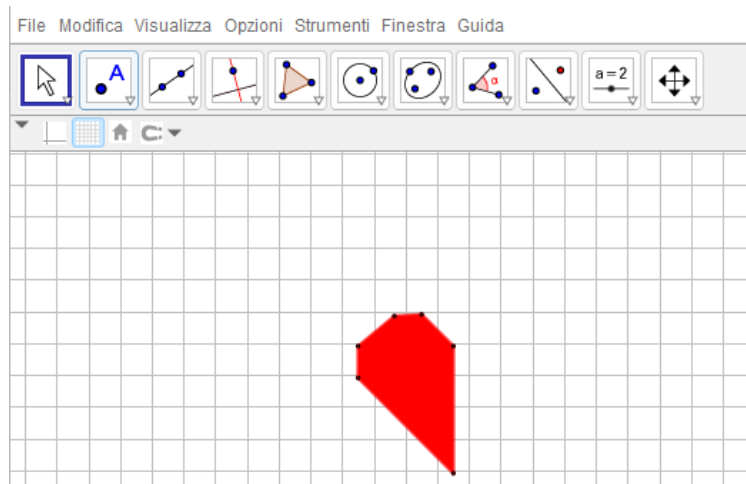 File Modifica Visualizza Opzioni Strumenti Finestra Guida
A α a = 2